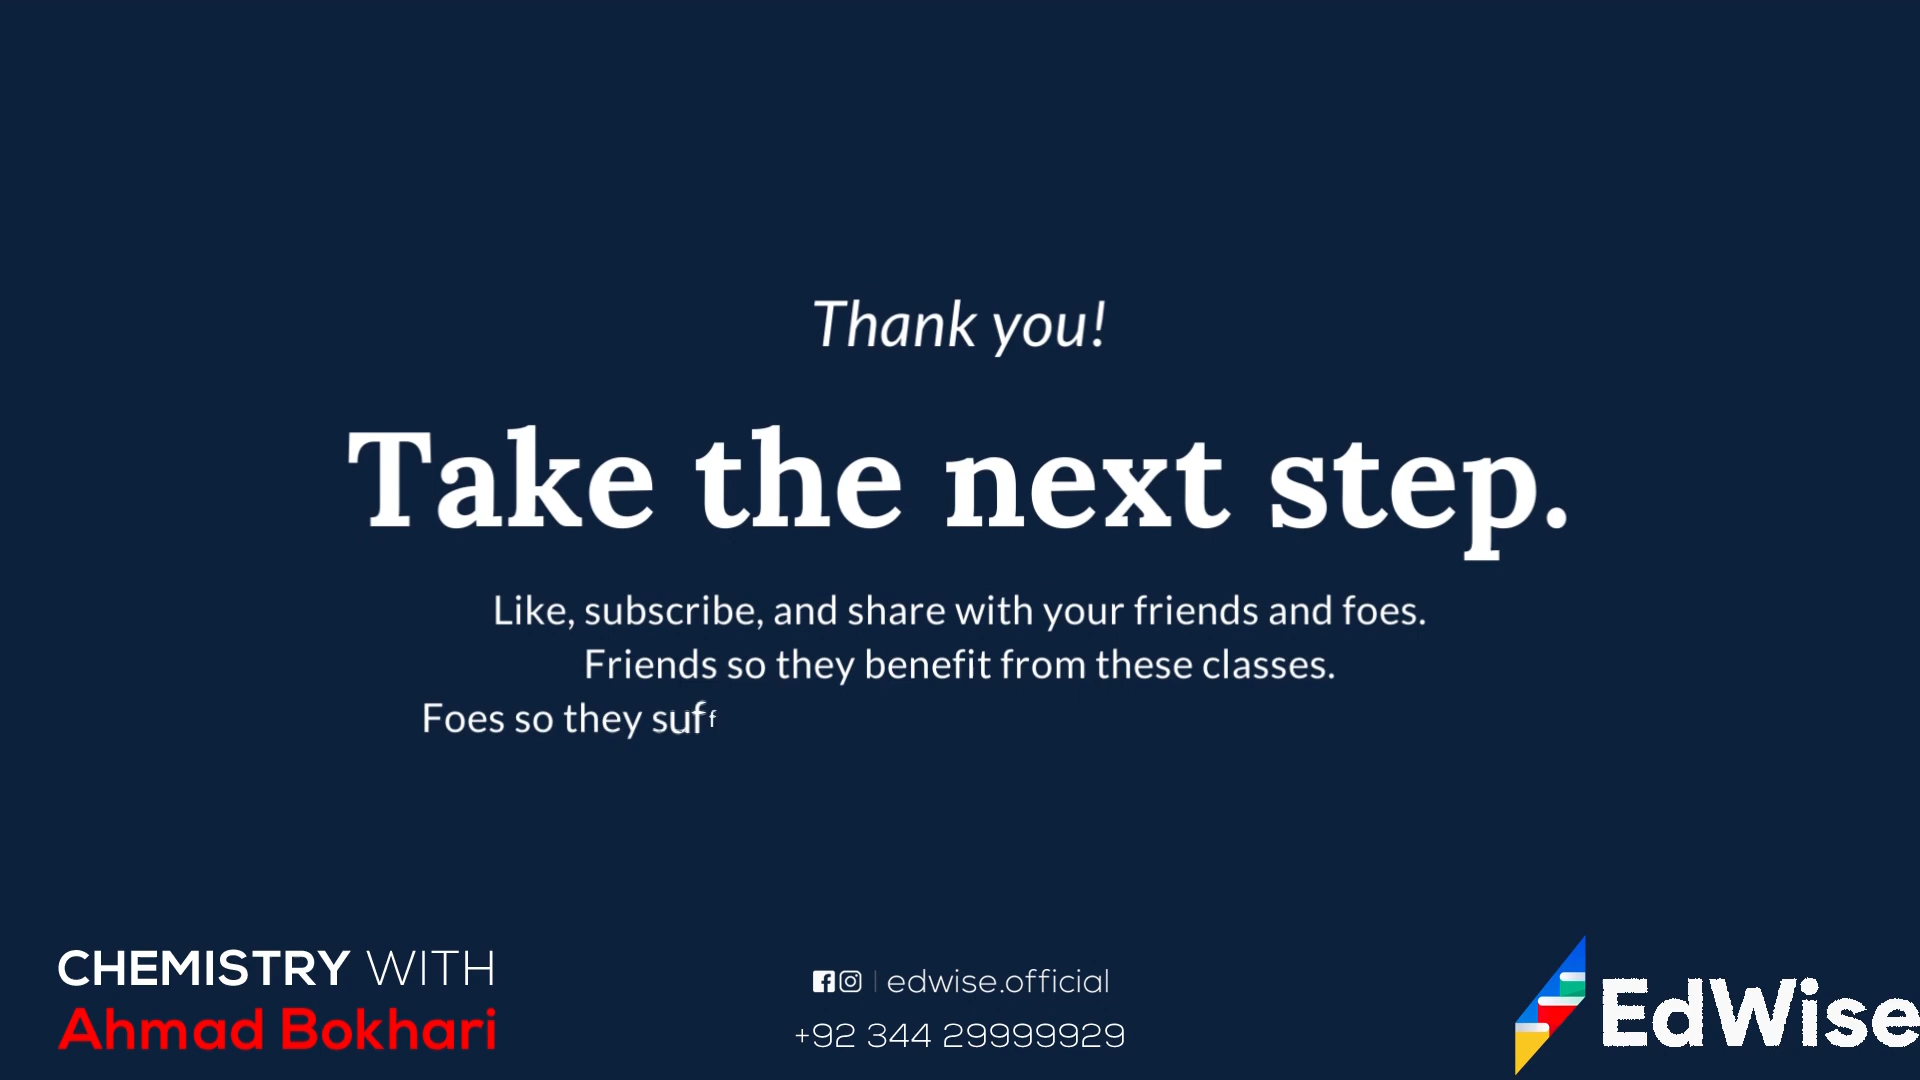 Thank you!
Take the next step.
Like, subscribe, and share with your friends and foes.
Friends so they benefit from these classes.
Foes so they suff
CHEMISTRY WITH
Ahmad Bokhari
edwise.official
+92 344 29999929
EdWise